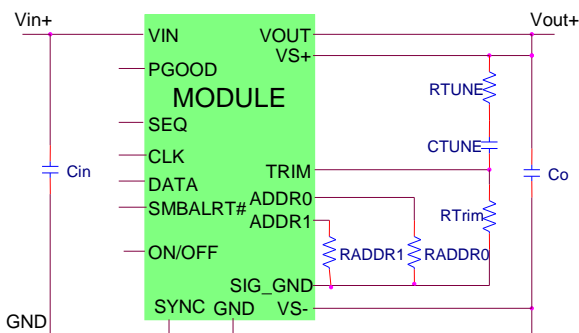 Vin+
Vout+
VIN
VOUT
VS+
PGOOD
RTUNE
MODULE
SEQ
CTUNE
CLK
TRIM
Cin
Co
DATA
ADDR0
SMBALRT#
RTrim
ADDR1
ON/OFF
RADDR1
RADDR0
SIG_GND
SYNC
GND
VS-
GND